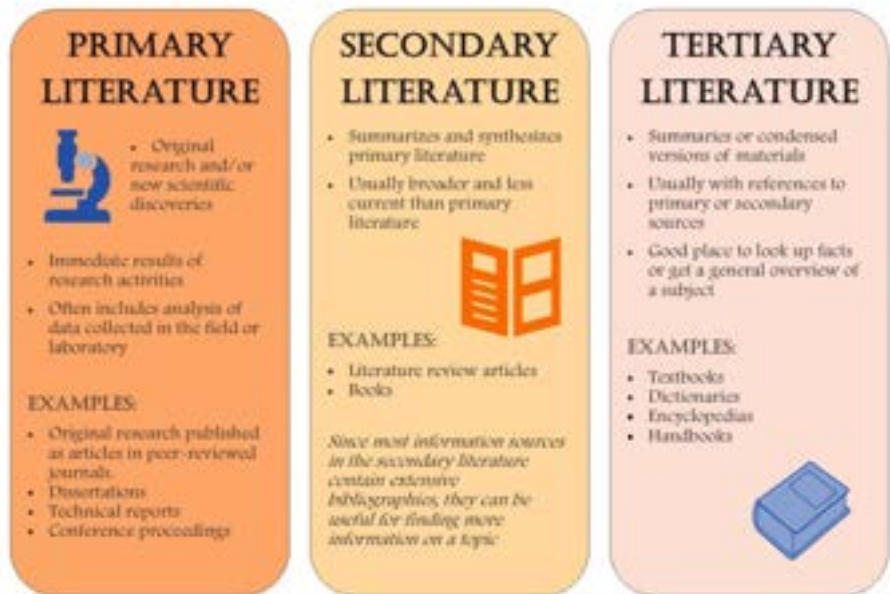 PRIMARY
LITERATURE
• Original
research and/or
new scientific
discoveries
• Immediate results of
research activities
• Often includes analysis of
data collected in the field or
laboratory
EXAMPLES:
• Original research published
as articles in peer-reviewed
journals.
• Dissertations
• Technical reports
• Conference proceedings
SECONDARY
LITERATURE
• Summarizes and synthesizes
primary literature
• Usually broader and less
current than primary
literature
EXAMPLES:
• Literature review articles
• Books
Since most information sources
in the secondary literature
contain extensive
bibliographies, they can be
useful for finding more
information on a topic
TERTIARY
LITERATURE
• Summaries or condensed
versions of materials
• Usually with references to
primary or secondary
sources
• Good place to look up facts
or get a general overview of
a subject
EXAMPLES:
• Textbooks
• Dictionaries
• Encyclopedias
• Handbooks